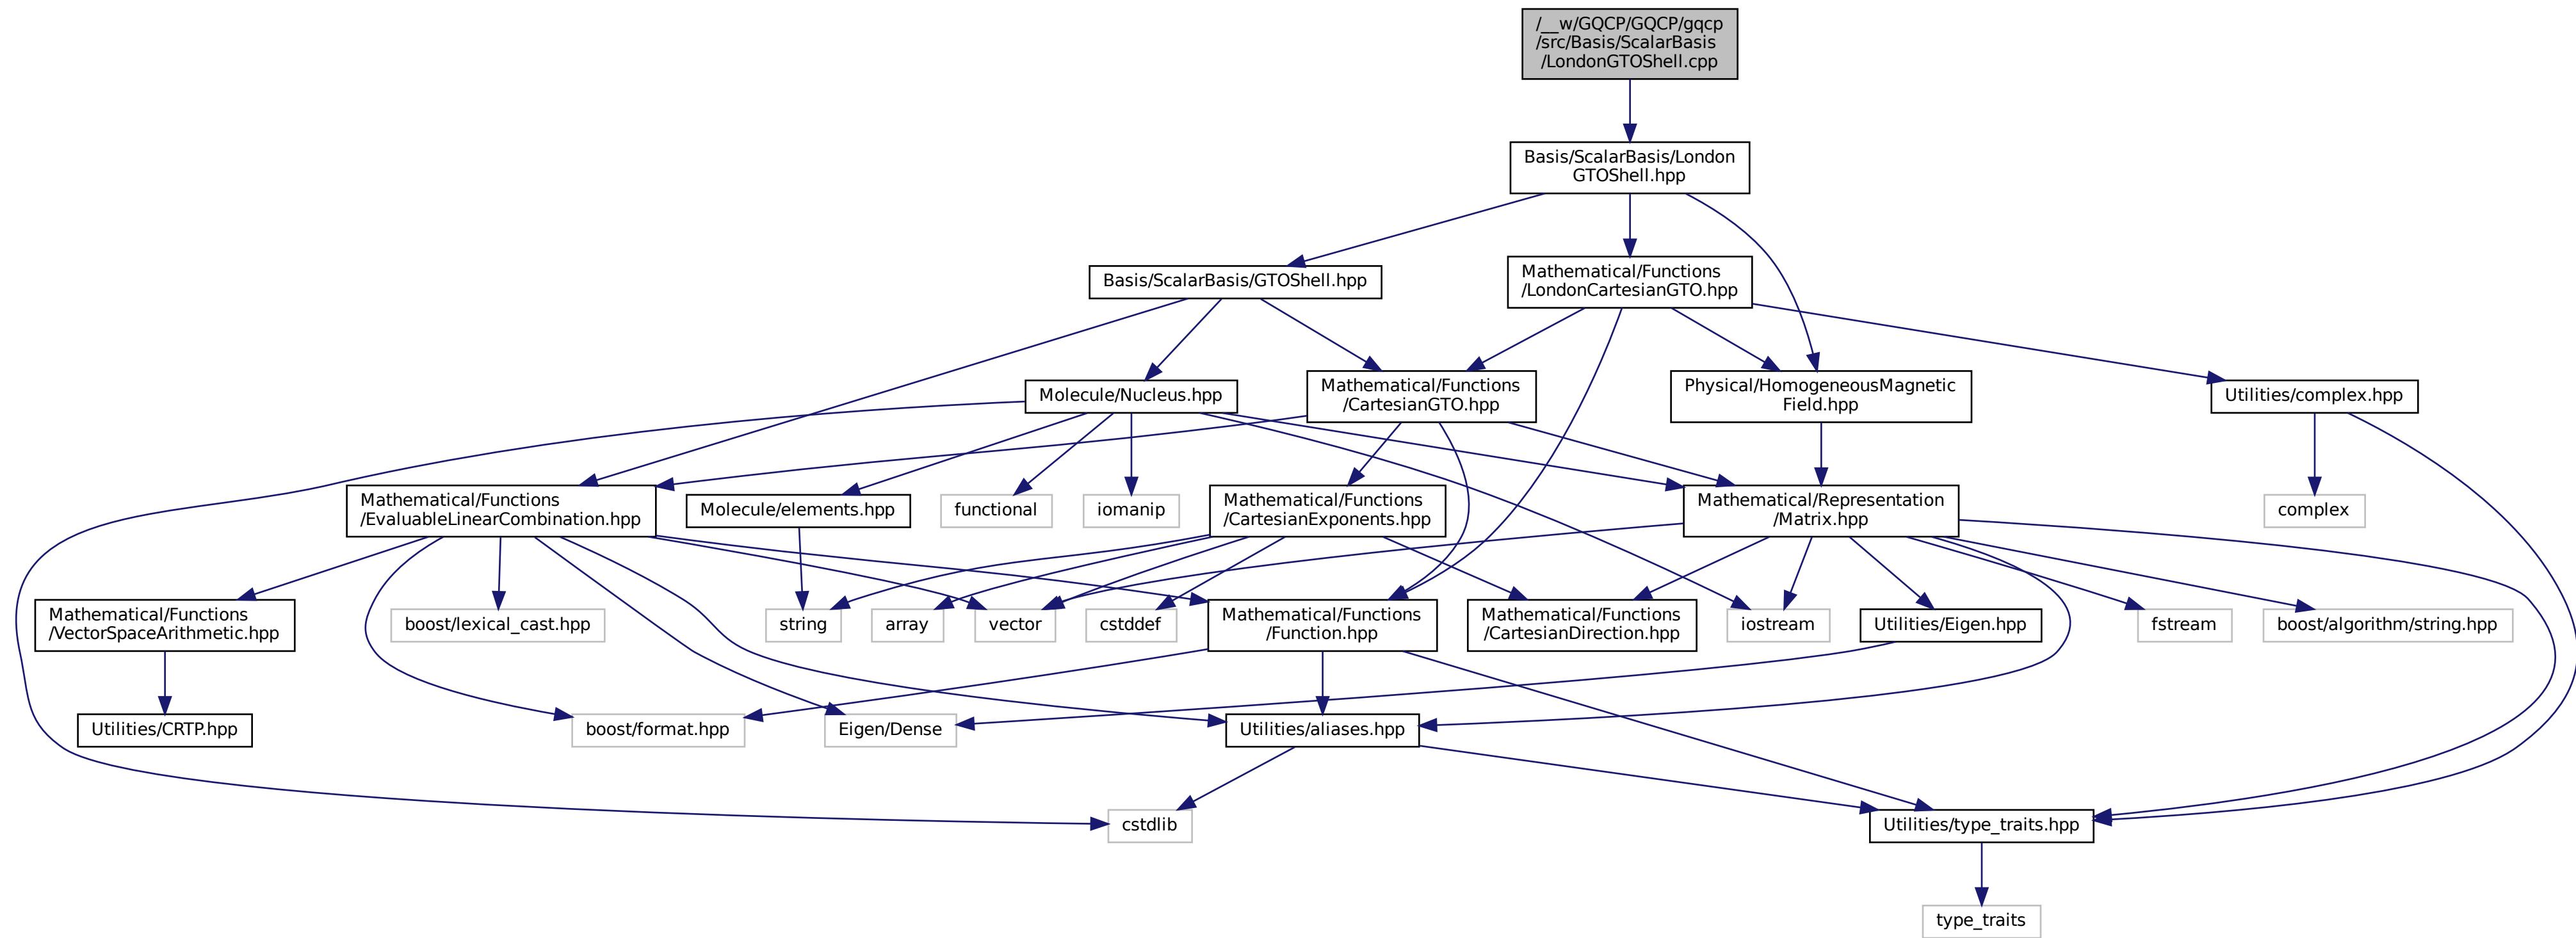 /__w/GQCP/GQCP/gqcp
/src/Basis/ScalarBasis
/LondonGTOShell.cpp
Basis/ScalarBasis/London
GTOShell.hpp
Basis/ScalarBasis/GTOShell.hpp
Mathematical/Functions
/LondonCartesianGTO.hpp
Molecule/Nucleus.hpp
Mathematical/Functions
/CartesianGTO.hpp
Physical/HomogeneousMagnetic
Field.hpp
Utilities/complex.hpp
Mathematical/Functions
/EvaluableLinearCombination.hpp
Molecule/elements.hpp
functional
iomanip
Mathematical/Functions
/CartesianExponents.hpp
Mathematical/Representation
/Matrix.hpp
complex
Mathematical/Functions
/VectorSpaceArithmetic.hpp
boost/lexical_cast.hpp
string
array
vector
cstddef
Mathematical/Functions
/Function.hpp
Mathematical/Functions
/CartesianDirection.hpp
iostream
Utilities/Eigen.hpp
fstream
boost/algorithm/string.hpp
Utilities/CRTP.hpp
boost/format.hpp
Eigen/Dense
Utilities/aliases.hpp
cstdlib
Utilities/type_traits.hpp
type_traits